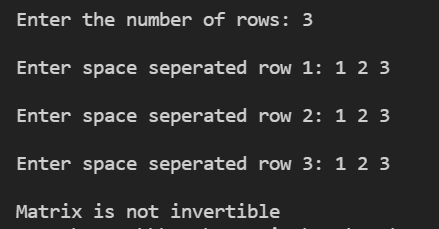 Enter the number of rows: 3
Enter space seperated row 1: 1 2 3
Enter space seperated row 2: 1 2 3
Enter space seperated row 3: 1 2 3
Matrix is not invertible